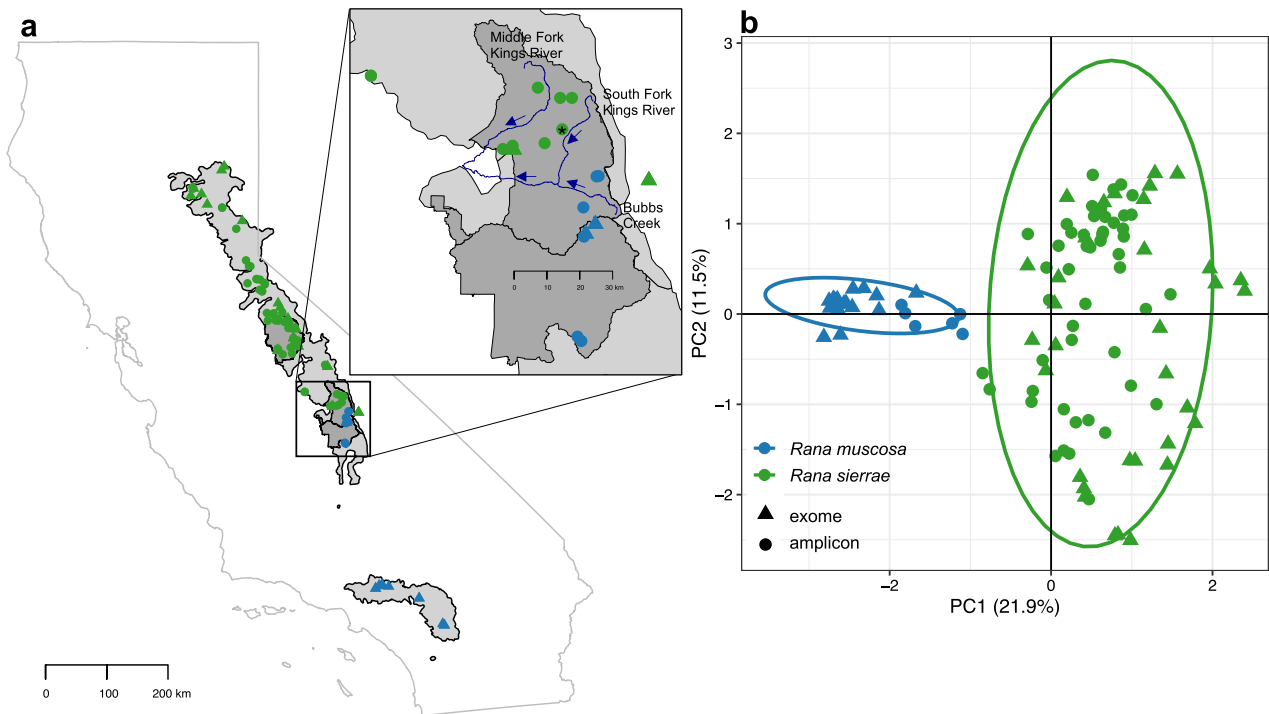 a
Middle Fork
Kings River
South Fork
Kings River
*
Bubbs
Creek
0 10 20 30 km
0 100 200 km
b
3
2
1
0
−1
−2
PC2 (11.5%)
Rana muscosa
Rana sierrae
exome
amplicon
−2 0 2
PC1 (21.9%)